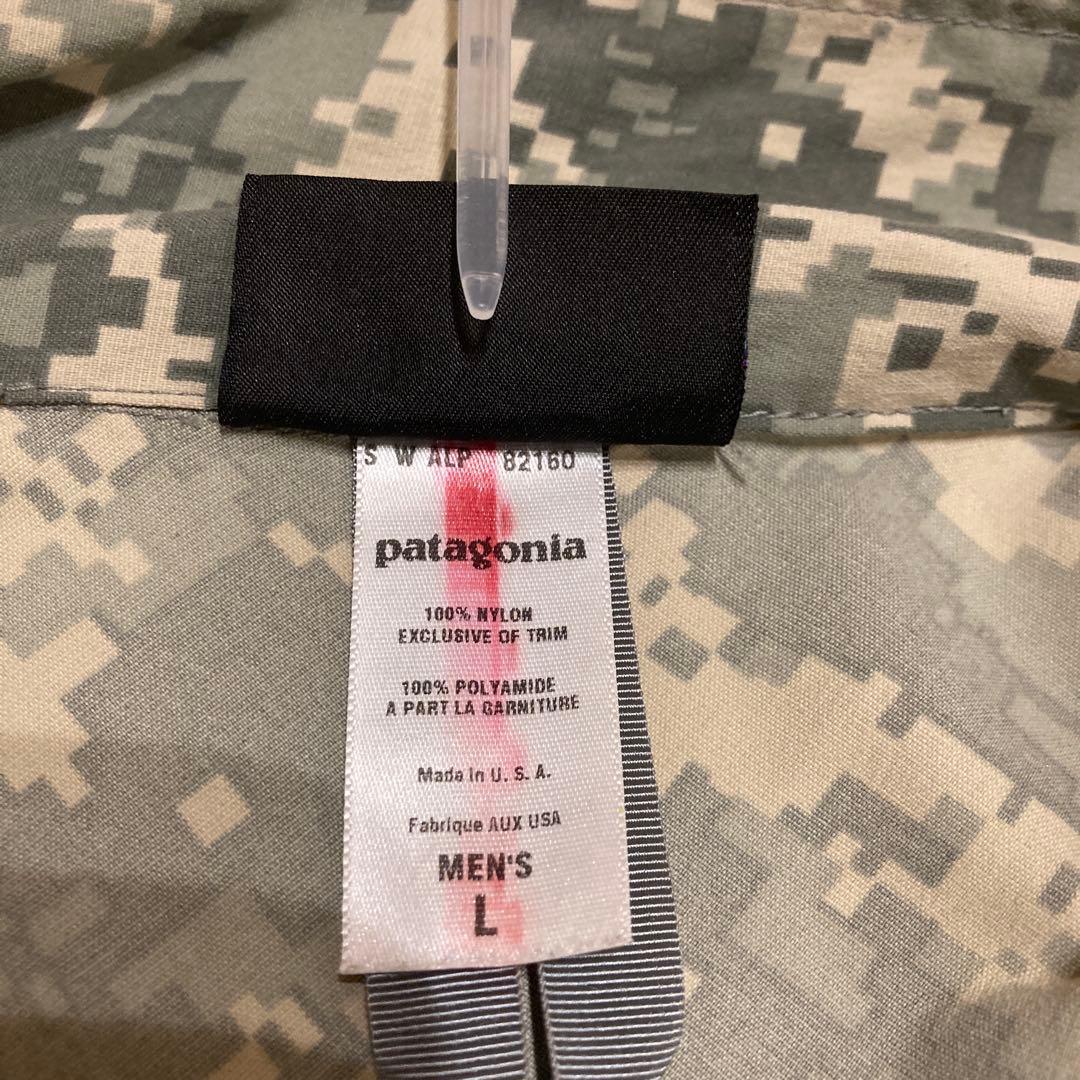 S W ALP 82160
patagonia
100% NYLON
EXCLUSIVE OF TRIM
100% POLYAMIDE
A PART LA GARNITURE
Made in U. S. A.
Fabrique AUX USA
MEN'S
L